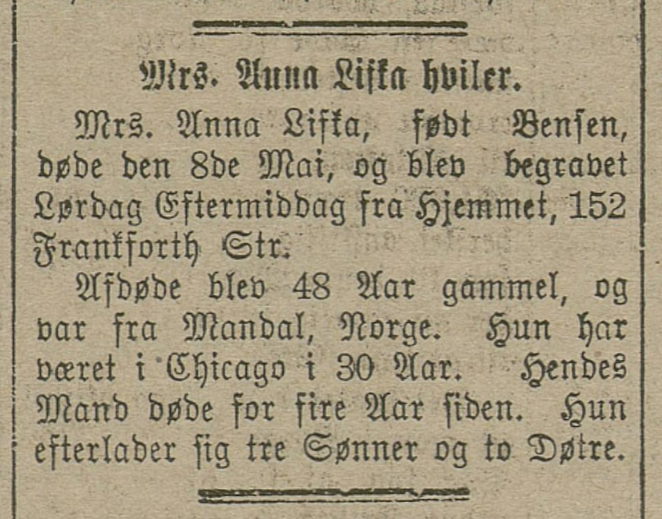 Mrs. Anna Liska hviler.
Mrs. Anna Liska, født Bensen,
døde den 8de Mai, og blev begravet
Lørdag Eftermiddag fra Hjemmet, 152
Frankforth Str.
Afdøde blev 48 Aar gammel, og
var fra Mandal, Norge. Hun har
været i Chicago i 30 Aar. Hendes
Mand døde for fire Aar siden. Hun
efterlader sig tre Sønner og to Døtre.